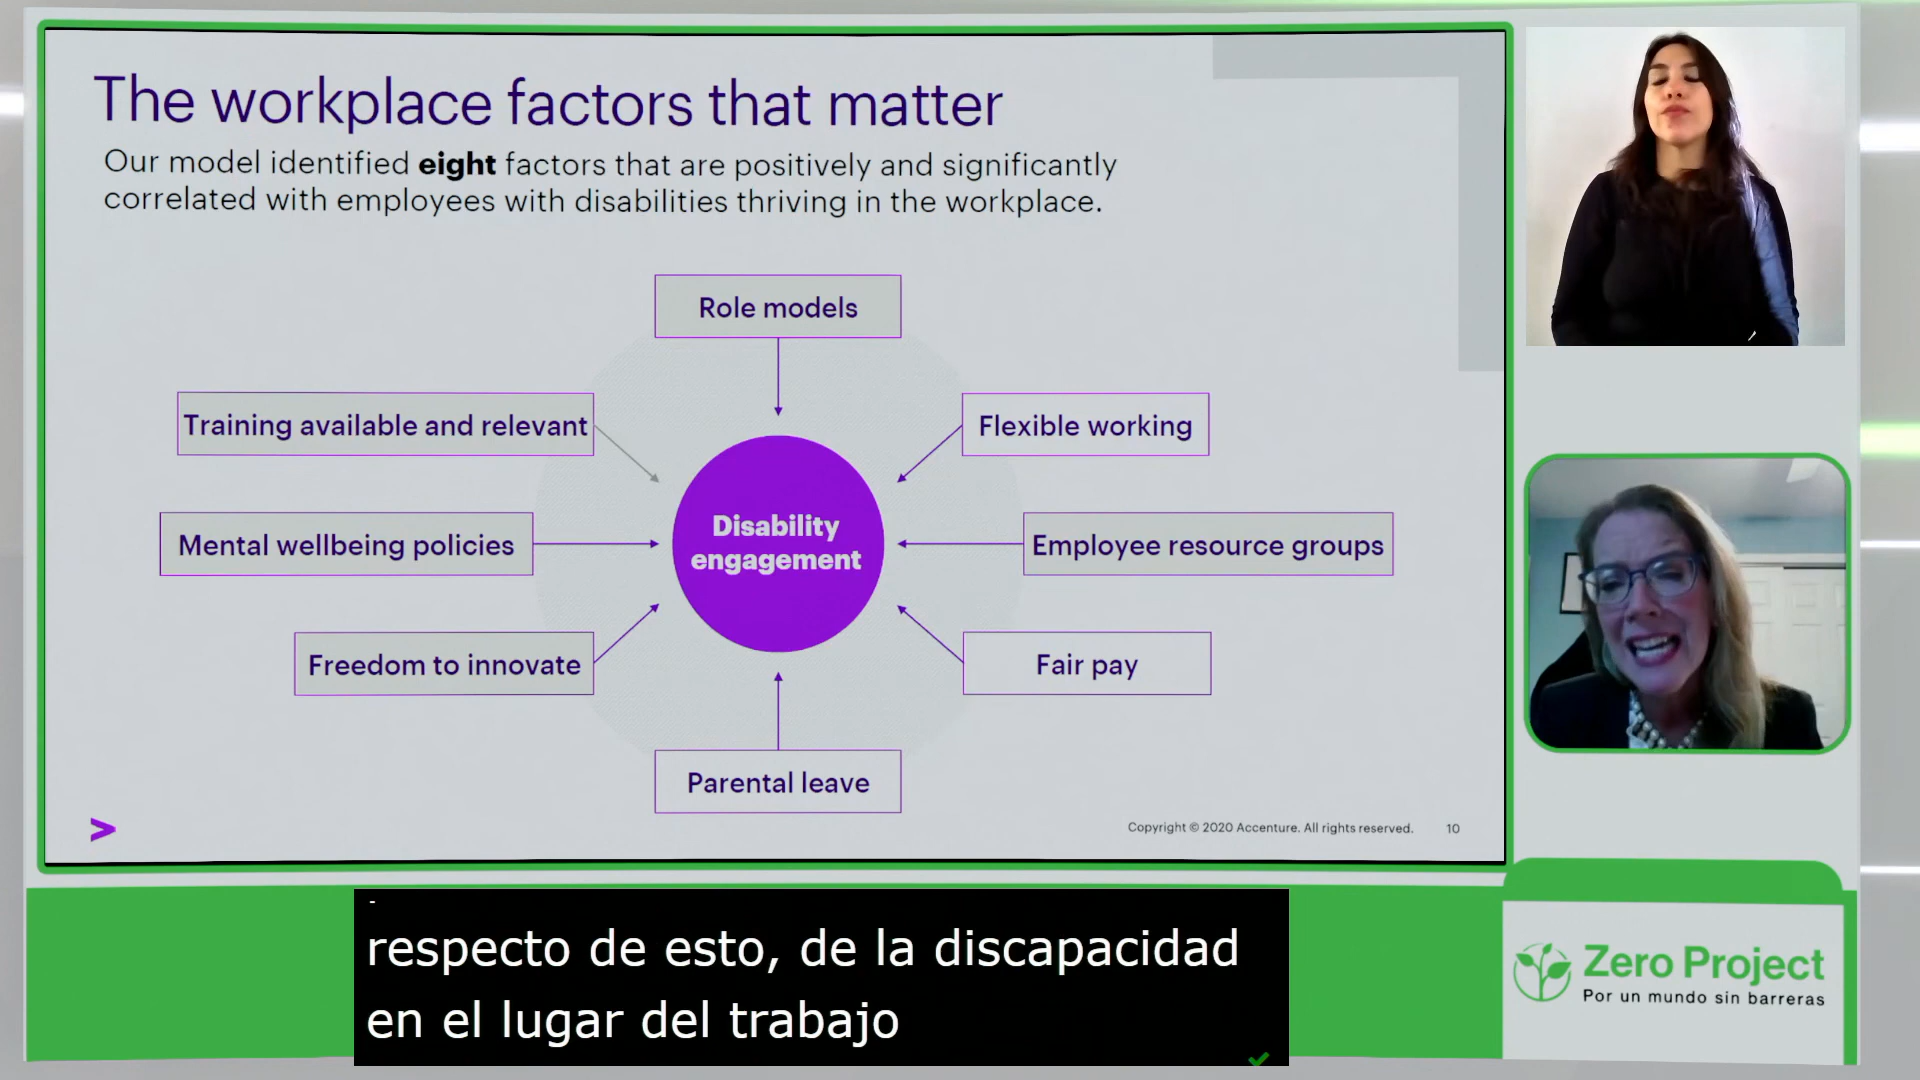 The workplace factors that matter
Our model identified eight factors that are positively and significantly
correlated with employees with disabilities thriving in the workplace.
Role models
Training available and relevant
Flexible working
Disability
engagement
Mental wellbeing policies
Employee resource groups
Freedom to innovate
Fair pay
Parental leave
>
Copyright © 2020 Accenture. All rights reserved. 10
respecto de esto, de la discapacidad
en el lugar del trabajo
Zero Project
Por un mundo sin barreras